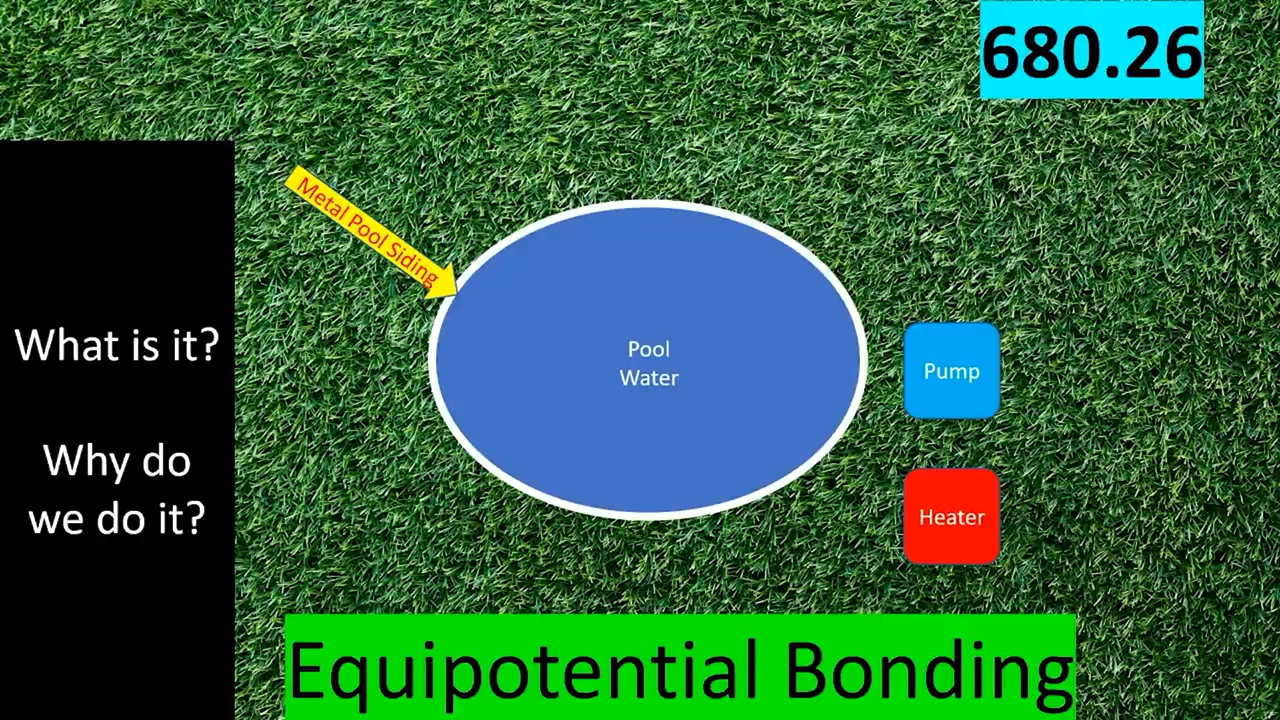 680.26
Metal Pool Siding
What is it?
Why do
we do it?
Pool
Water
Pump
Heater
Equipotential Bonding